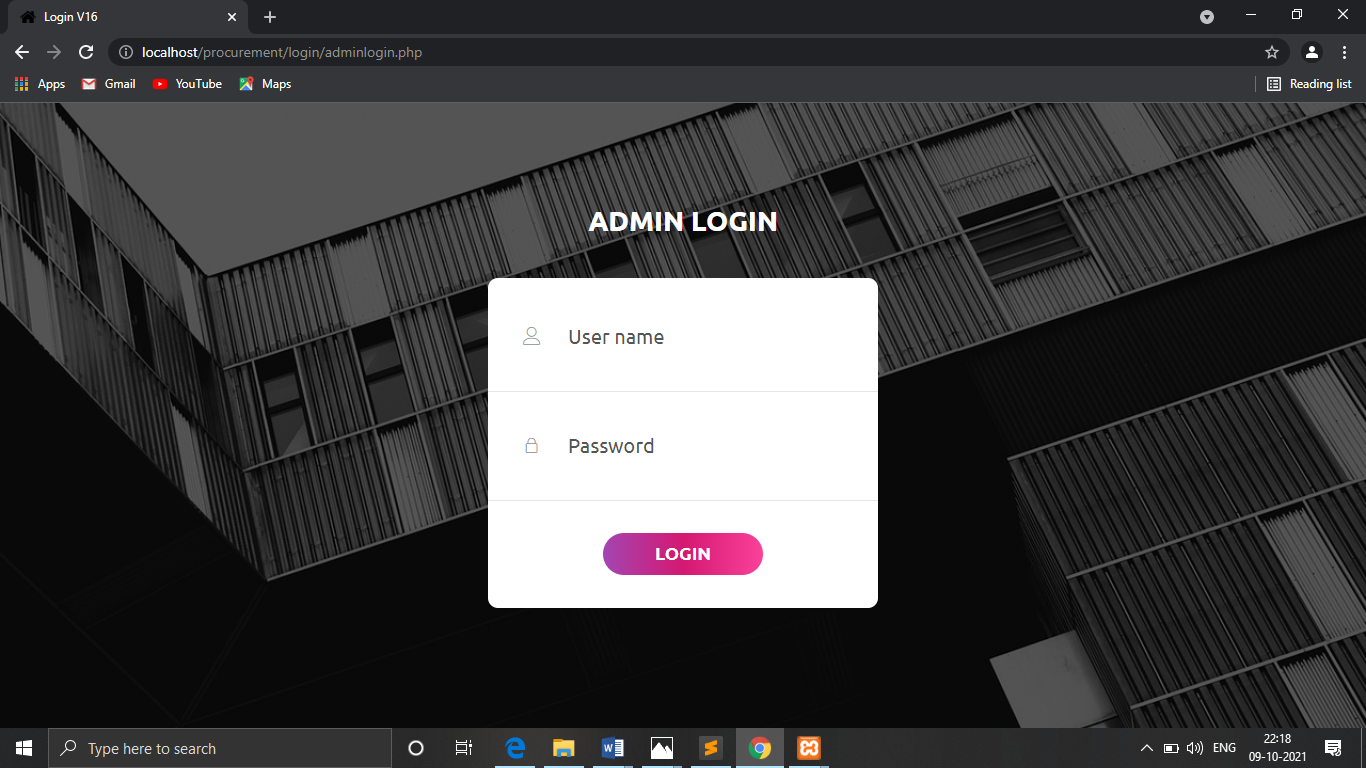 Login V16
localhost/procurement/login/adminlogin.php
Apps Gmail YouTube Maps Reading list
ADMIN LOGIN
User name
Password
LOGIN
Type here to search
W
ENG
22:18
09-10-2021